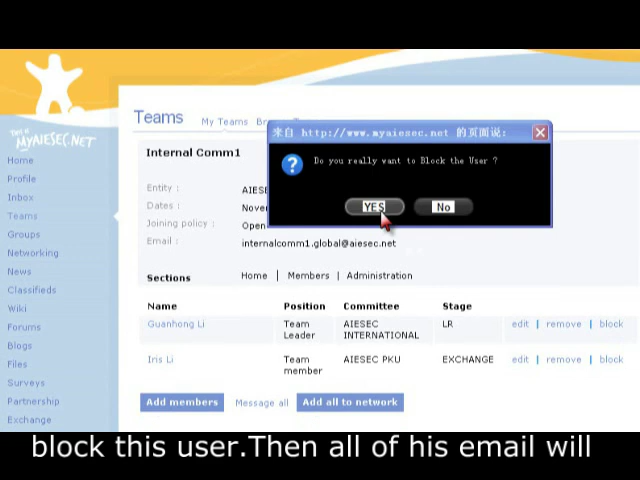 Teams My Teams
来自 http://www.myaiesec.net 的页面说:
Do you really want to Block the User ?
YES No
This is
MYAIESEC.NET
Home
Profile
Inbox
Teams
Groups
Networking
News
Classifieds
Wiki
Forums
Blogs
Files
Surveys
Partnership
Exchange
Internal Comm1
Entity :
Dates : Nove
Joining policy : Open
Email : internalcomm1.global@aiesec.net
Sections Home | Members | Administration
Name Position Committee Stage
Guanhong Li Team Leader AIESEC INTERNATIONAL LR edit | remove | block
Iris Li Team member AIESEC PKU EXCHANGE edit | remove | block
Add members Message all Add all to network
block this user.Then all of his email will